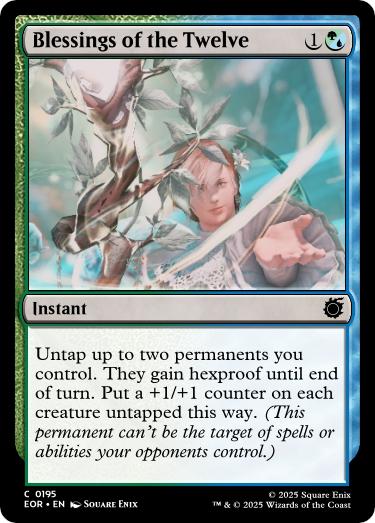 Blessings of the Twelve 1
Instant
Untap up to two permanents you
control. They gain hexproof until end
of turn. Put a +1/+1 counter on each
creature untapped this way. (This
permanent can't be the target of spells or
abilities your opponents control.)
C 0195
EOR • EN SQUARE ENIX
© 2025 Square Enix
™ & © 2025 Wizards of the Coast